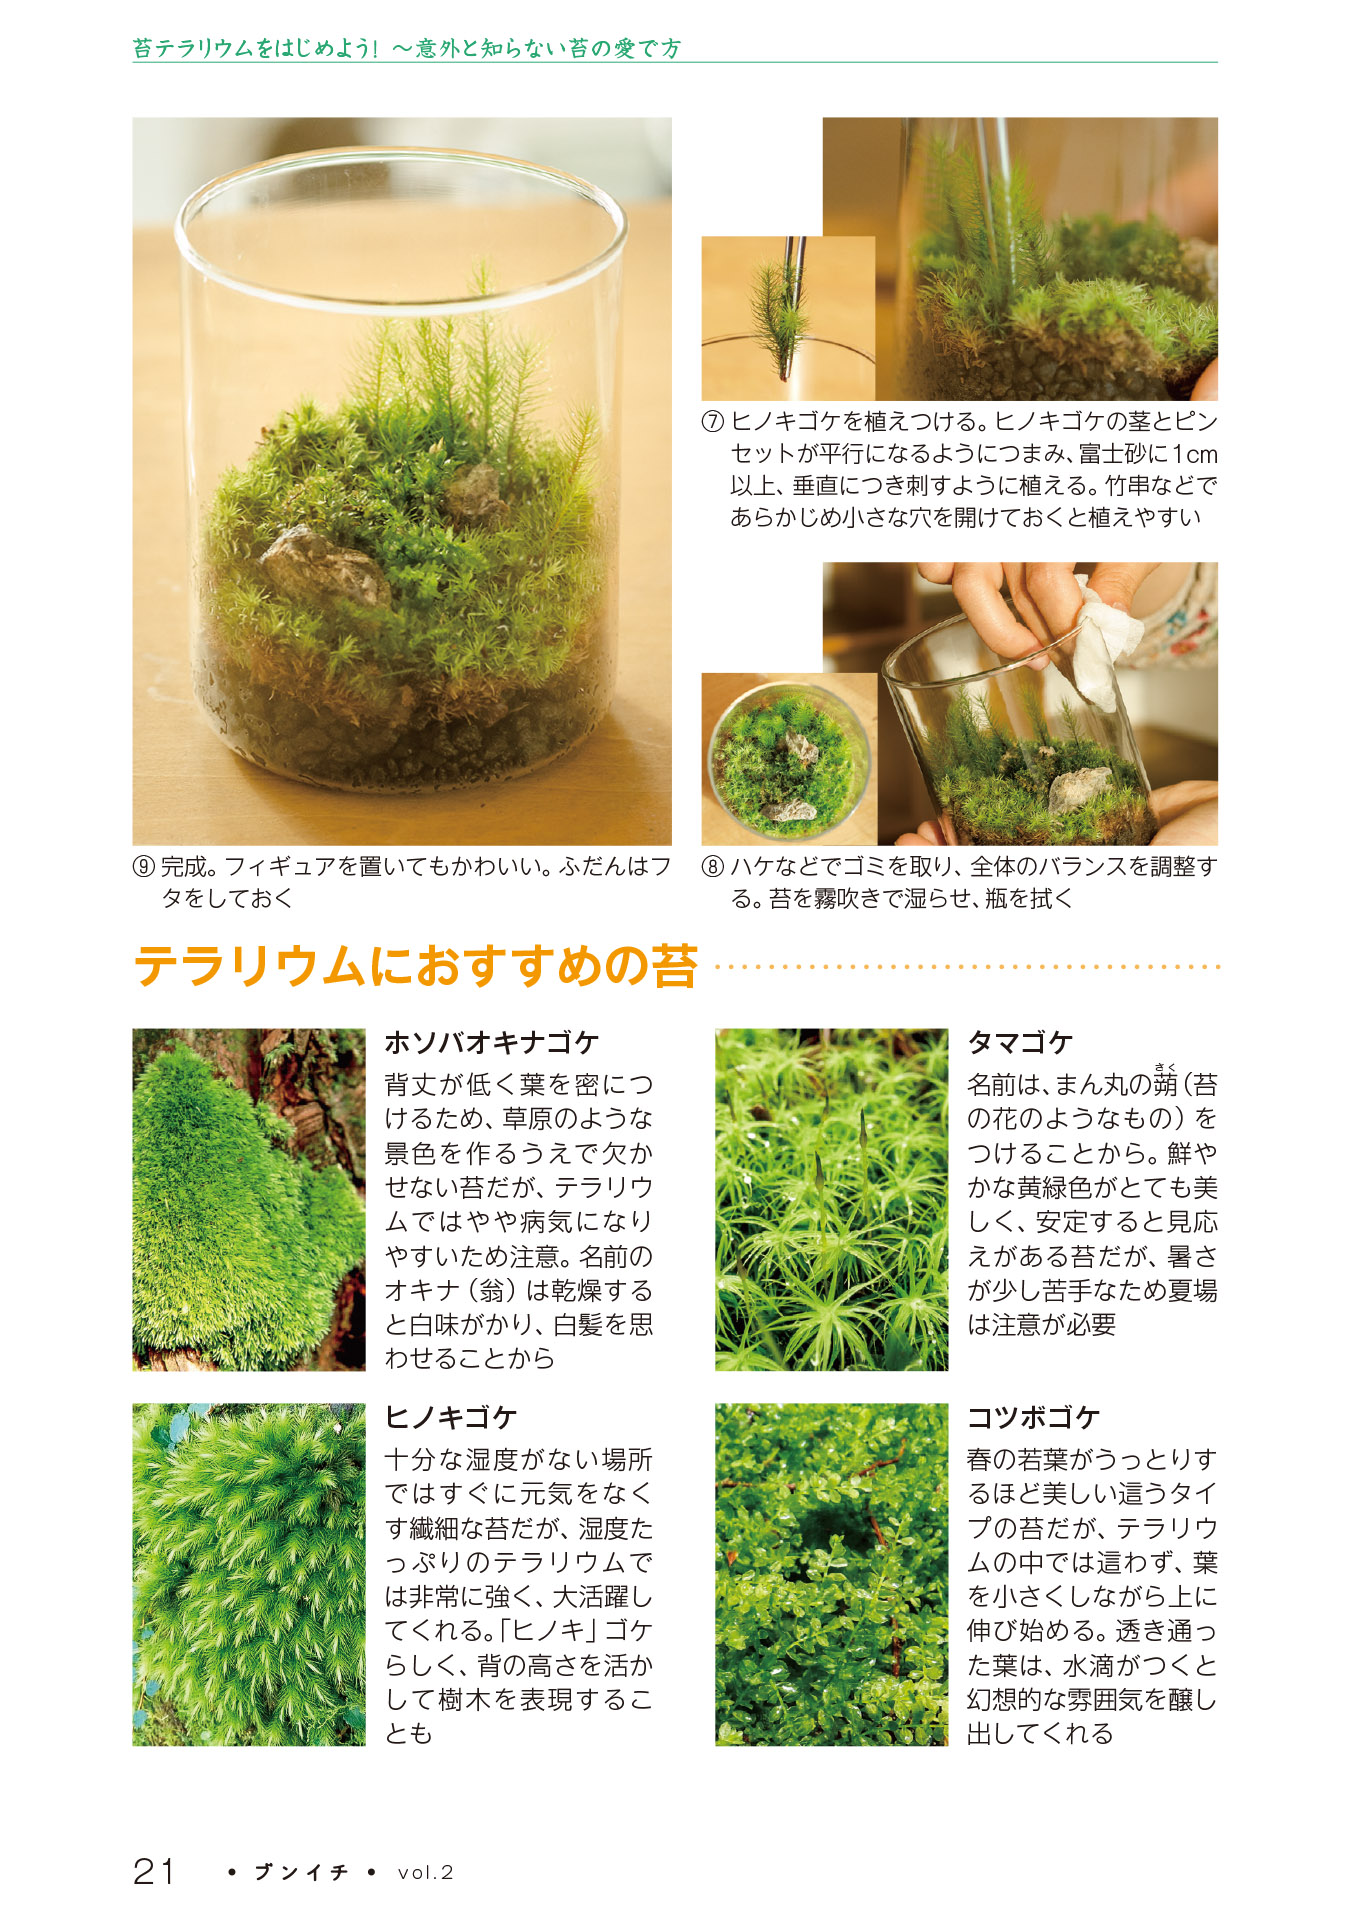 苔テラリウムをはじめよう! 〜意外と知らない苔の愛で方
⑦ヒノキゴケを植えつける。ヒノキゴケの茎とピン
セットが平行になるようにつまみ、富士砂に1cm
以上、垂直につき刺すように植える。竹串などで
あらかじめ小さな穴を開けておくと植えやすい
⑧ハケなどでゴミを取り、全体のバランスを調整す
る。苔を霧吹きで湿らせ、瓶を拭く
⑨完成。フィギュアを置いてもかわいい。ふだんはフ
タをしておく
テラリウムにおすすめの苔
ホソバオキナゴケ
背丈が低く葉を密につ
けるため、草原のような
景色を作るうえで欠か
せない苔だが、テラリウ
ムではやや病気になり
やすいため注意。名前の
オキナ（翁）は乾燥する
と白味がかり、白髪を思
わせることから
タマゴケ
さく
名前は、まん丸の蒴（苔
の花のようなもの）を
つけることから。鮮や
かな黄緑色がとても美
しく、安定すると見応
えがある苔だが、暑さ
が少し苦手なため夏場
は注意が必要
ヒノキゴケ
十分な湿度がない場所
ではすぐに元気をなく
す繊細な苔だが、湿度た
っぷりのテラリウムで
は非常に強く、大活躍し
てくれる。「ヒノキ」ゴケ
らしく、背の高さを活か
して樹木を表現するこ
とも
コツボゴケ
春の若葉がうっとりす
るほど美しい這うタイ
プの苔だが、テラリウ
ムの中では這わず、葉
を小さくしながら上に
伸び始める。透き通っ
た葉は、水滴がつくと
幻想的な雰囲気を醸し
出してくれる
21 • ブンイチ • vol.2